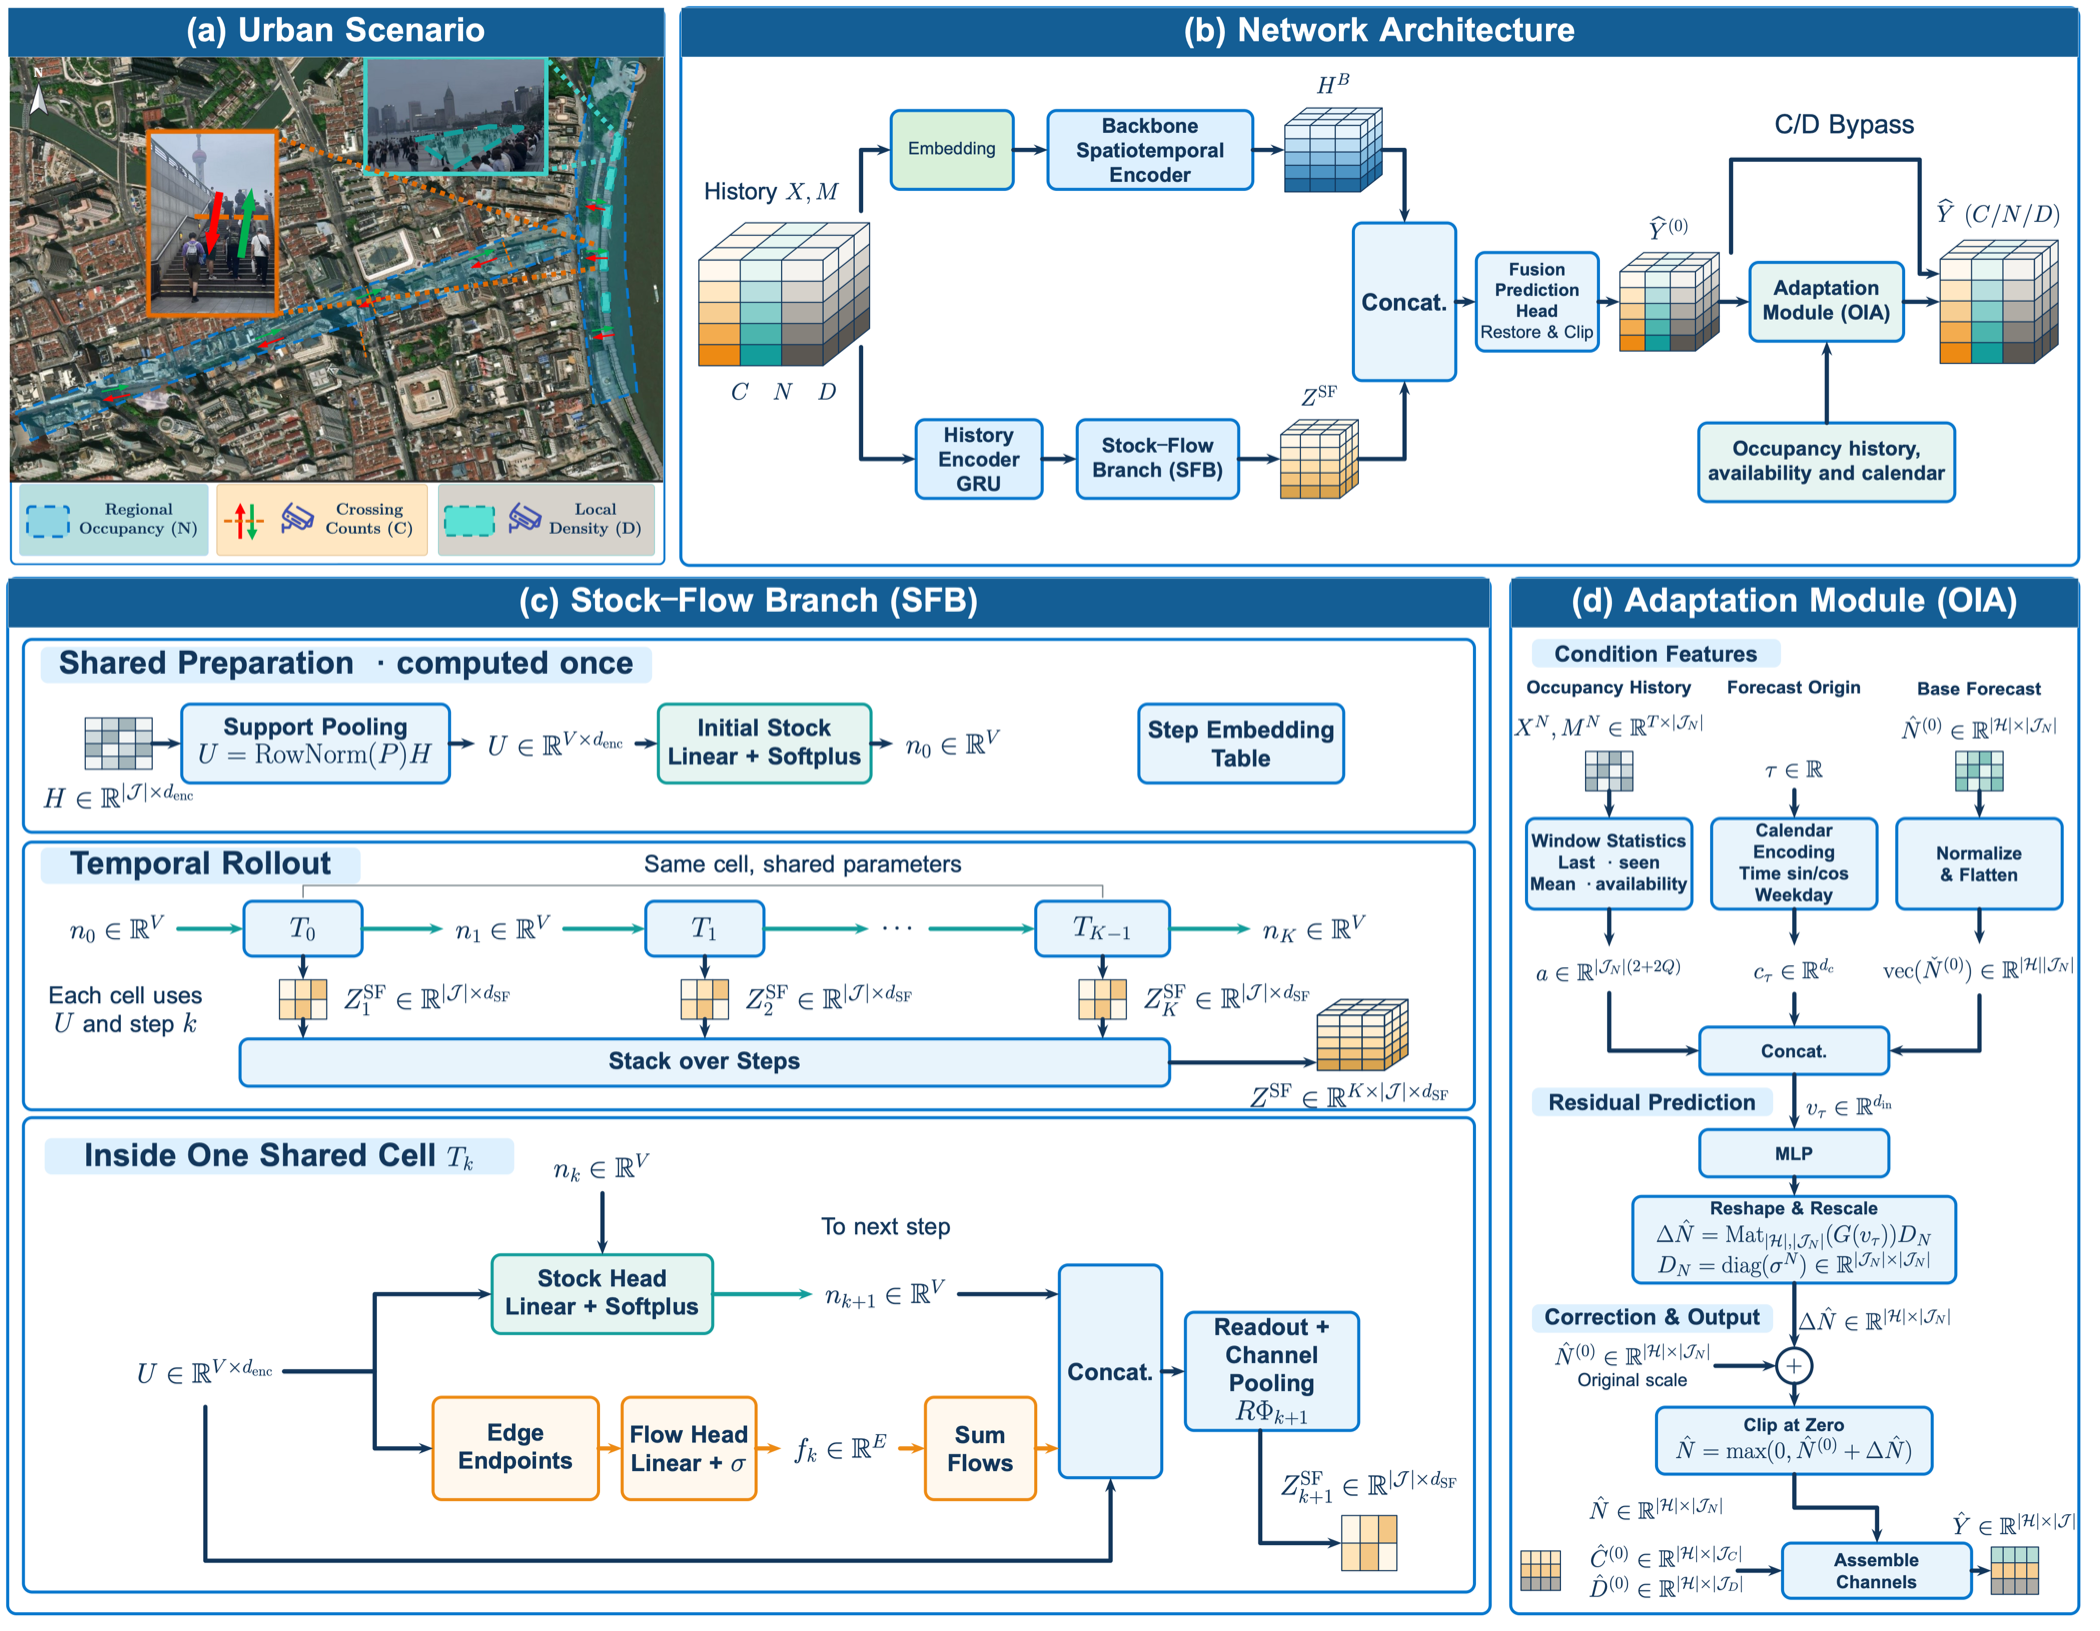 (a) Urban Scenario
N
Regional
Occupancy (N)
Crossing
Counts (C)
Local
Density (D)
(b) Network Architecture
History X, M
C N D
Embedding
Backbone
Spatiotemporal
Encoder
H^B
History
Encoder
GRU
Stock–Flow
Branch (SFB)
Z^SF
Concat.
Fusion
Prediction
Head
Restore & Clip
Ŷ^(0)
C/D Bypass
Adaptation
Module (OIA)
Ŷ (C/N/D)
Occupancy history,
availability and calendar
(c) Stock–Flow Branch (SFB)
Shared Preparation · computed once
H ∈ ℝ^{|𝒥|×d_enc}
Support Pooling
U = RowNorm(P)H
U ∈ ℝ^{V×d_enc}
Initial Stock
Linear + Softplus
n_0 ∈ ℝ^V
Step Embedding
Table
Temporal Rollout
Same cell, shared parameters
n_0 ∈ ℝ^V
T_0
n_1 ∈ ℝ^V
T_1
···
T_{K−1}
n_K ∈ ℝ^V
Each cell uses
U and step k
Z_1^SF ∈ ℝ^{|𝒥|×d_SF}
Z_2^SF ∈ ℝ^{|𝒥|×d_SF}
Z_K^SF ∈ ℝ^{|𝒥|×d_SF}
Stack over Steps
Z^SF ∈ ℝ^{K×|𝒥|×d_SF}
Inside One Shared Cell T_k
n_k ∈ ℝ^V
To next step
Stock Head
Linear + Softplus
n_{k+1} ∈ ℝ^V
U ∈ ℝ^{V×d_enc}
Edge
Endpoints
Flow Head
Linear + σ
f_k ∈ ℝ^E
Sum
Flows
Concat.
Readout +
Channel
Pooling
RΦ_{k+1}
Z_{k+1}^SF ∈ ℝ^{|𝒥|×d_SF}
(d) Adaptation Module (OIA)
Condition Features
Occupancy History
X^N, M^N ∈ ℝ^{T×|𝒥_N|}
Forecast Origin
τ ∈ ℝ
Base Forecast
N̂^(0) ∈ ℝ^{|ℋ|×|𝒥_N|}
Window Statistics
Last · seen
Mean · availability
Calendar
Encoding
Time sin/cos
Weekday
Normalize
& Flatten
a ∈ ℝ^{|𝒥_N|(2+2Q)}
c_τ ∈ ℝ^{d_c}
vec(Ň^(0)) ∈ ℝ^{|ℋ||𝒥_N|}
Concat.
Residual Prediction
v_τ ∈ ℝ^{d_in}
MLP
Reshape & Rescale
ΔN̂ = Mat_{|ℋ|,|𝒥_N|}(G(v_τ))D_N
D_N = diag(σ^N) ∈ ℝ^{|𝒥_N|×|𝒥_N|}
Correction & Output
ΔN̂ ∈ ℝ^{|ℋ|×|𝒥_N|}
N̂^(0) ∈ ℝ^{|ℋ|×|𝒥_N|}
Original scale
+
Clip at Zero
N̂ = max(0, N̂^(0) + ΔN̂)
N̂ ∈ ℝ^{|ℋ|×|𝒥_N|}
Ĉ^(0) ∈ ℝ^{|ℋ|×|𝒥_C|}
D̂^(0) ∈ ℝ^{|ℋ|×|𝒥_D|}
Assemble
Channels
Ŷ ∈ ℝ^{|ℋ|×|𝒥|}